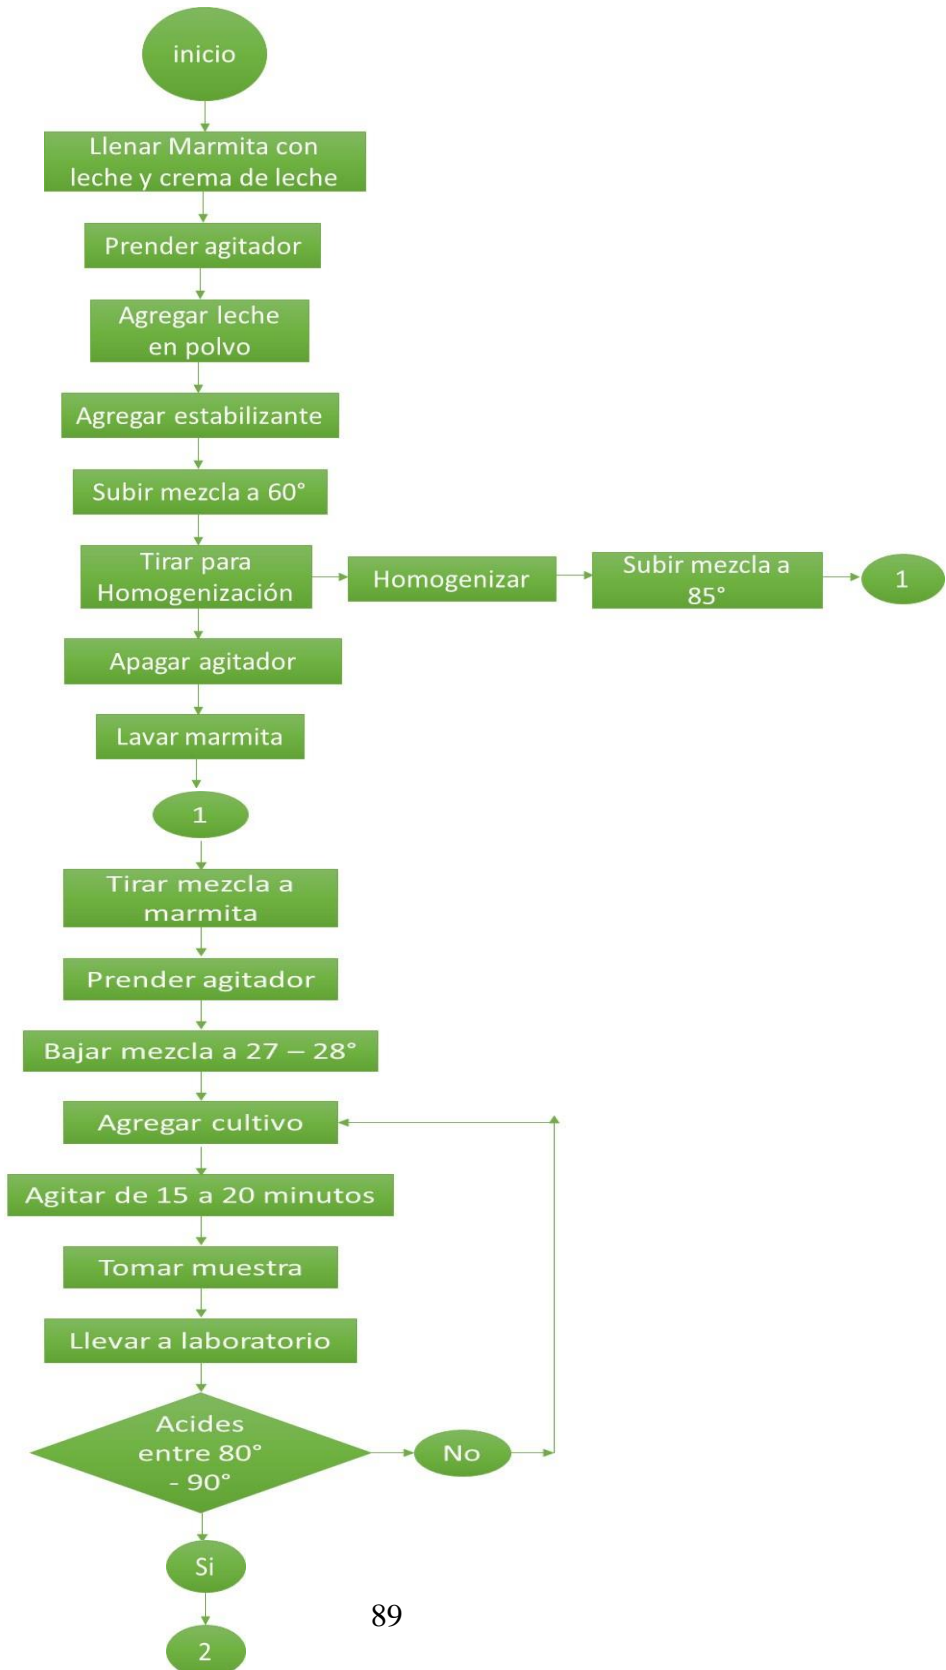 inicio
Llenar Marmita con
leche y crema de leche
Prender agitador
Agregar leche
en polvo
Agregar estabilizante
Subir mezcla a 60°
Tirar para
Homogenización
Homogenizar
Subir mezcla a
85°
1
Apagar agitador
Lavar marmita
1
Tirar mezcla a
marmita
Prender agitador
Bajar mezcla a 27 – 28°
Agregar cultivo
Agitar de 15 a 20 minutos
Tomar muestra
Llevar a laboratorio
Acides
entre 80°
- 90°
No
Si
2
89